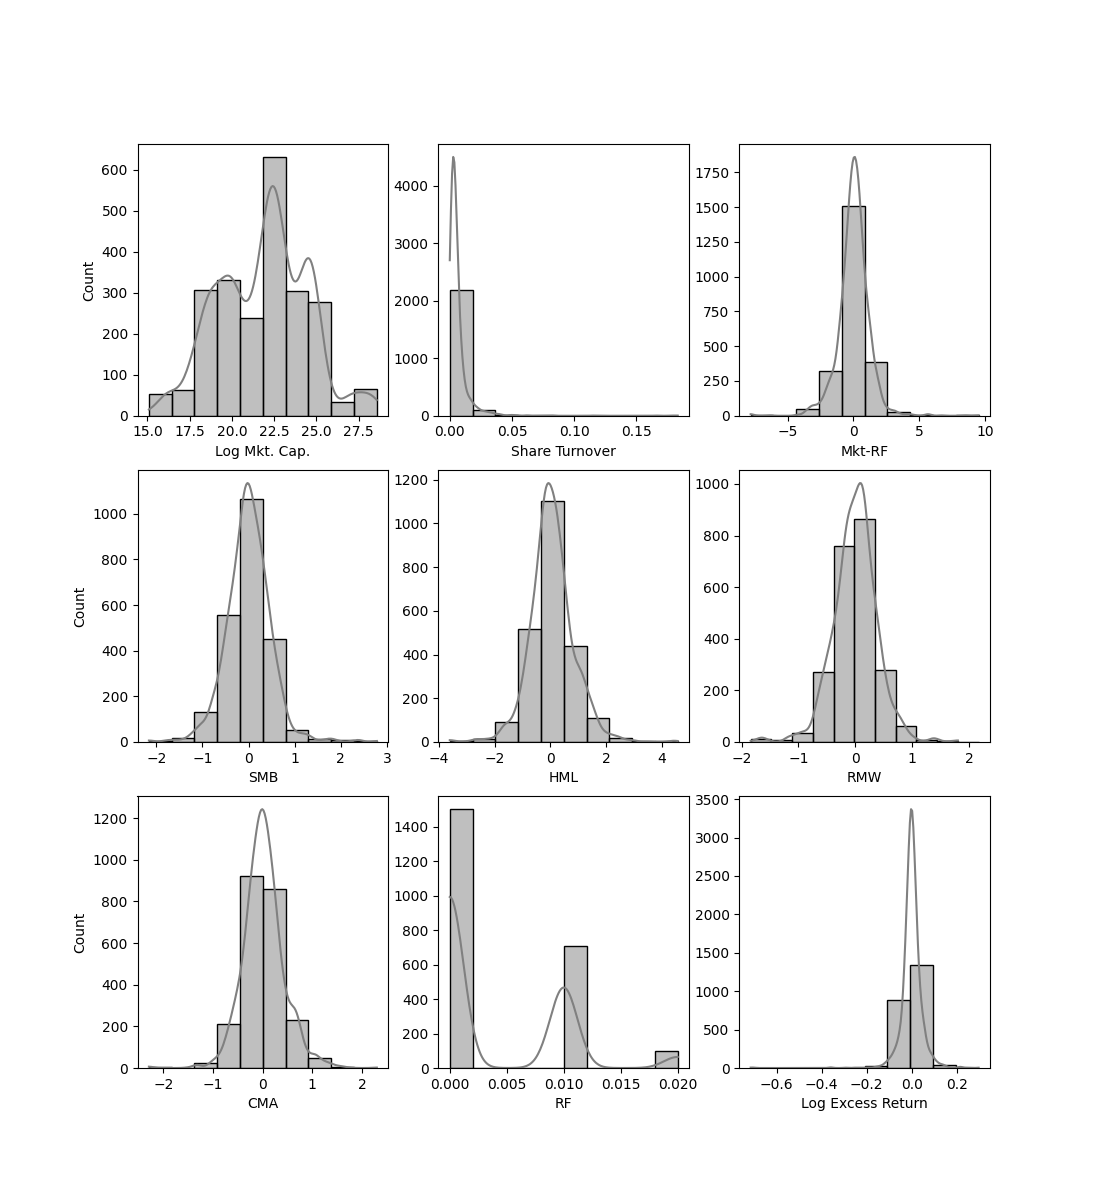 600
500
400
300
200
100
0
Count
15.0 17.5 20.0 22.5 25.0 27.5
Log Mkt. Cap.
4000
3000
2000
1000
0
0.00 0.05 0.10 0.15
Share Turnover
1750
1500
1250
1000
750
500
250
0
−5 0 5 10
Mkt-RF
1000
800
600
400
200
0
Count
−2 −1 0 1 2 3
SMB
1200
1000
800
600
400
200
0
−4 −2 0 2 4
HML
1000
800
600
400
200
0
−2 −1 0 1 2
RMW
1200
1000
800
600
400
200
0
Count
−2 −1 0 1 2
CMA
1400
1200
1000
800
600
400
200
0
0.000 0.005 0.010 0.015 0.020
RF
3500
3000
2500
2000
1500
1000
500
0
−0.6 −0.4 −0.2 0.0 0.2
Log Excess Return